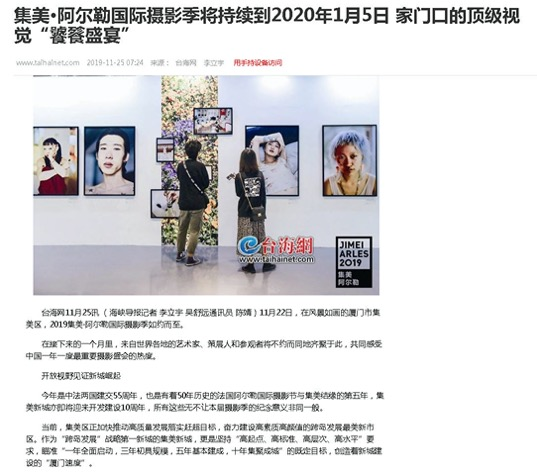 集美·阿尔勒国际摄影季将持续到2020年1月5日 家门口的顶级视
觉“饕餮盛宴”
www.taihainet.com 2019-11-25 07:24 来源: 台海网 李立宇 用手持设备访问
台海網
www.taihainet.com
JIMEI
ARLES
2019
集美
阿尔勒
台海网11月25讯 (海峡导报记者 李立宇 吴舒远通讯员 陈靖) 11月22日,在风景如画的厦门市集
美区,2019集美·阿尔勒国际摄影季如约而至。
在接下来的一个月里,来自世界各地的艺术家、策展人和参观者将不约而同地齐聚于此,共同感受
中国一年一度最重要摄影盛会的热度。
开放视野见证新城崛起
今年是中法两国建交55周年,也是有着50年历史的法国阿尔勒国际摄影节与集美结缘的第五年,集
美新城亦即将迎来开发建设10周年,所有这些无不让本届摄影季的纪念意义非同一般。
当前,集美区正加快推动高质量发展落实赶超目标,奋力建设高素质高颜值的跨岛发展最美新市
区。作为“跨岛发展”战略第一新城的集美新城,更是坚持“高起点、高标准、高层次、高水平”要
求,瞄准“一年全面启动,三年初具规模,五年基本建成,十年集聚成城”的既定目标,创造着新城建
设的“厦门速度”。